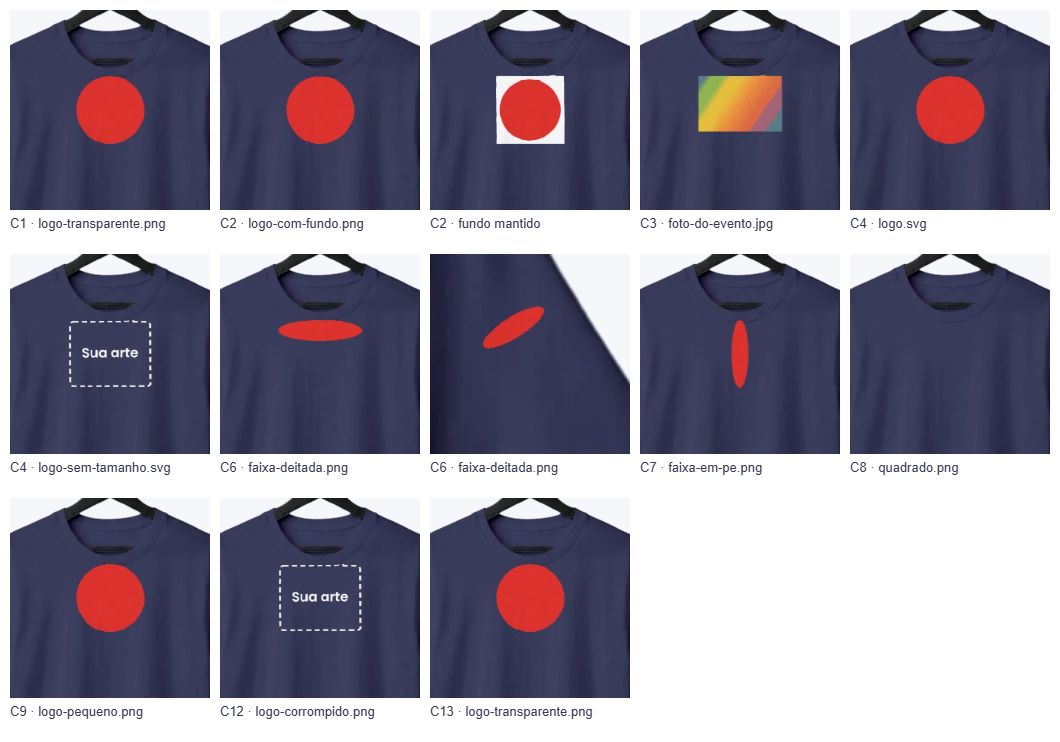 C1 · logo-transparente.png
C2 · logo-com-fundo.png
C2 · fundo mantido
C3 · foto-do-evento.jpg
C4 · logo.svg
Sua arte
C4 · logo-sem-tamanho.svg
C6 · faixa-deitada.png
C6 · faixa-deitada.png
C7 · faixa-em-pe.png
C8 · quadrado.png
Sua arte
C9 · logo-pequeno.png
C12 · logo-corrompido.png
C13 · logo-transparente.png